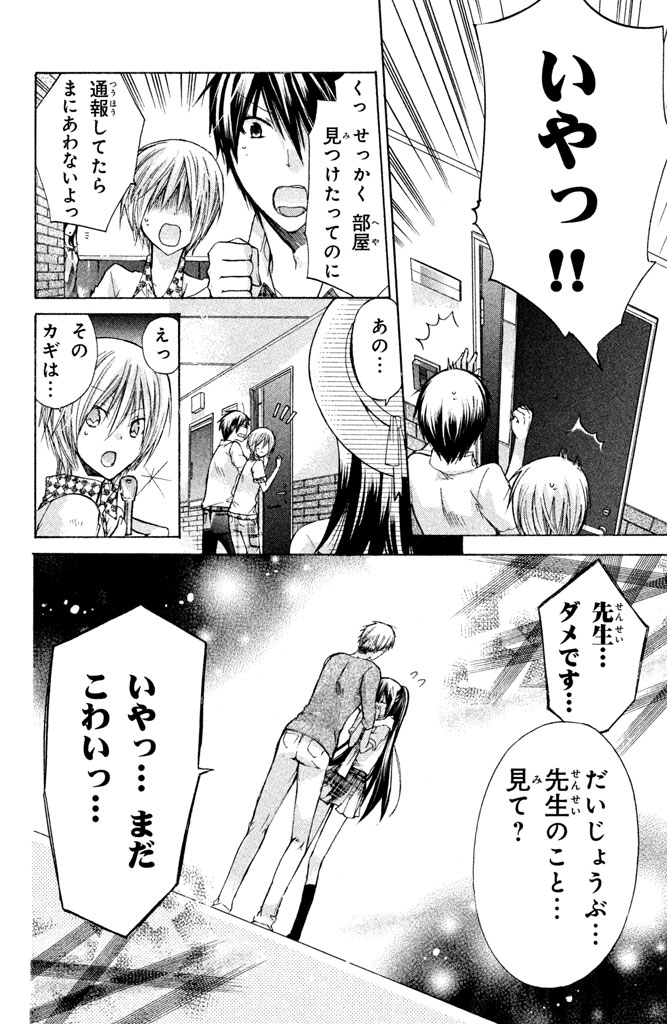 いやっ!!
くっ せっかく 部屋
見つけたってのに
通報してたら
まにあわないよっ
あの…
えっ
その
カギは…
先生…
ダメです…
だいじょうぶ…
先生のこと…
見て?
いやっ… まだ
こわいっ…